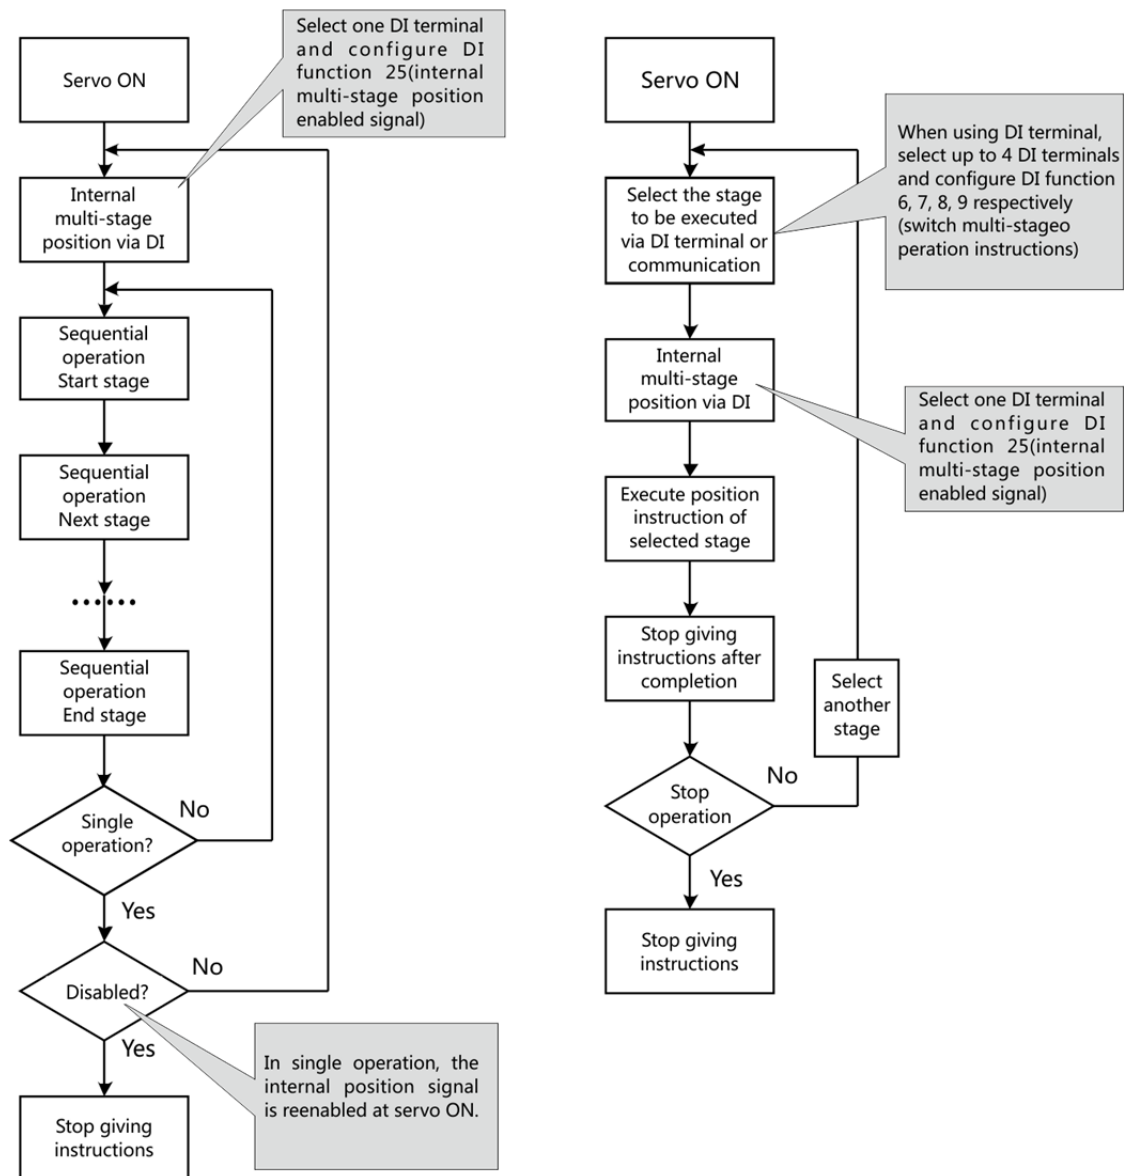 Servo ON
Select one DI terminal
and configure DI
function 25(internal
multi-stage position
enabled signal)
Internal
multi-stage
position via DI
Sequential
operation
Start stage
Sequential
operation
Next stage
.......
Sequential
operation
End stage
Single
operation?
No
Yes
Disabled?
No
Yes
In single operation, the
internal position signal
is reenabled at servo ON.
Stop giving
instructions
Servo ON
When using DI terminal,
select up to 4 DI terminals
and configure DI function
6, 7, 8, 9 respectively
(switch multi-stageo
peration instructions)
Select the stage
to be executed
via DI terminal or
communication
Internal
multi-stage
position via DI
Select one DI terminal
and configure DI
function 25(internal
multi-stage position
enabled signal)
Execute position
instruction of
selected stage
Stop giving
instructions after
completion
Select
another
stage
Stop
operation
No
Yes
Stop giving
instructions